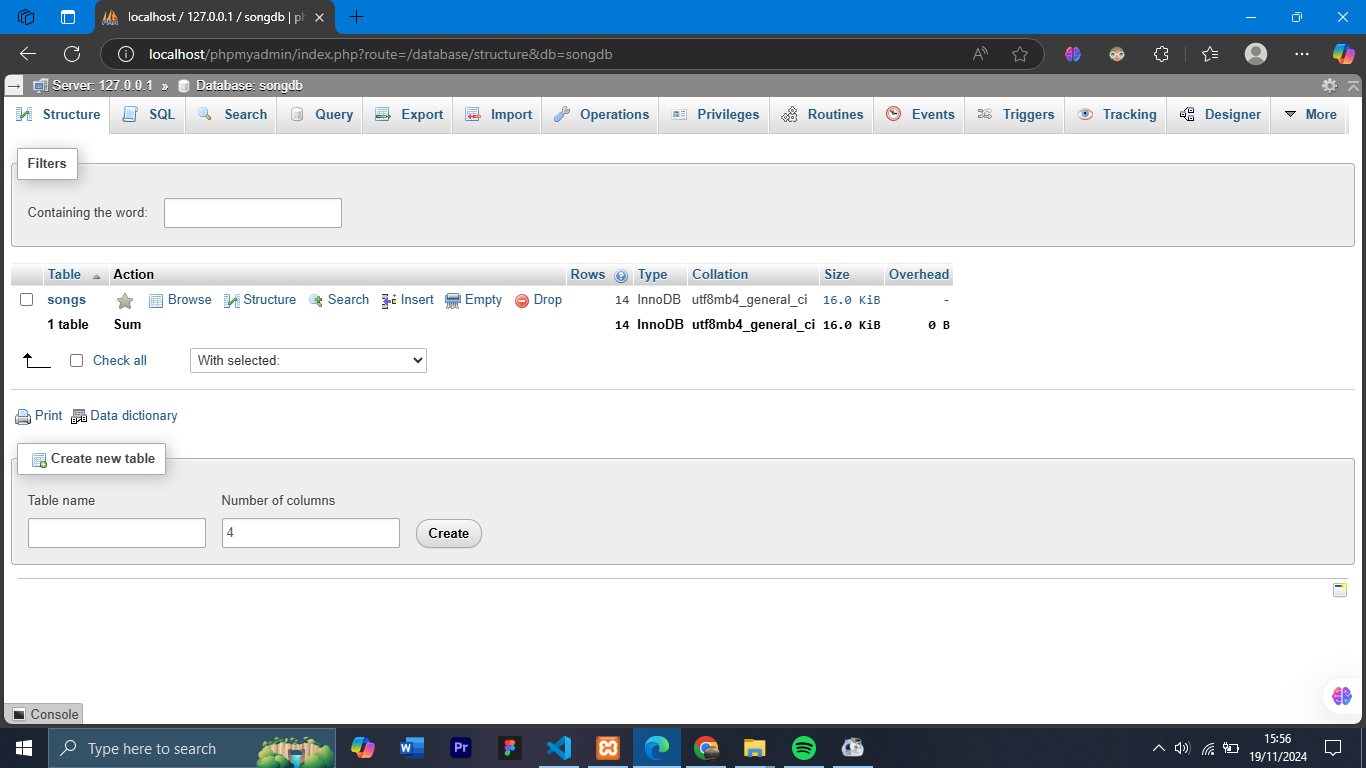 localhost / 127.0.0.1 / songdb | ph
localhost/phpmyadmin/index.php?route=/database/structure&db=songdb
Server: 127.0.0.1 » Database: songdb
Structure SQL Search Query Export Import Operations Privileges Routines Events Triggers Tracking Designer More
Filters
Containing the word:
Table Action Rows Type Collation Size Overhead
songs Browse Structure Search Insert Empty Drop 14 InnoDB utf8mb4_general_ci 16.0 KiB -
1 table Sum 14 InnoDB utf8mb4_general_ci 16.0 KiB 0 B
Check all With selected:
Print Data dictionary
Create new table
Table name Number of columns
4 Create
Console
Type here to search
15:56
19/11/2024